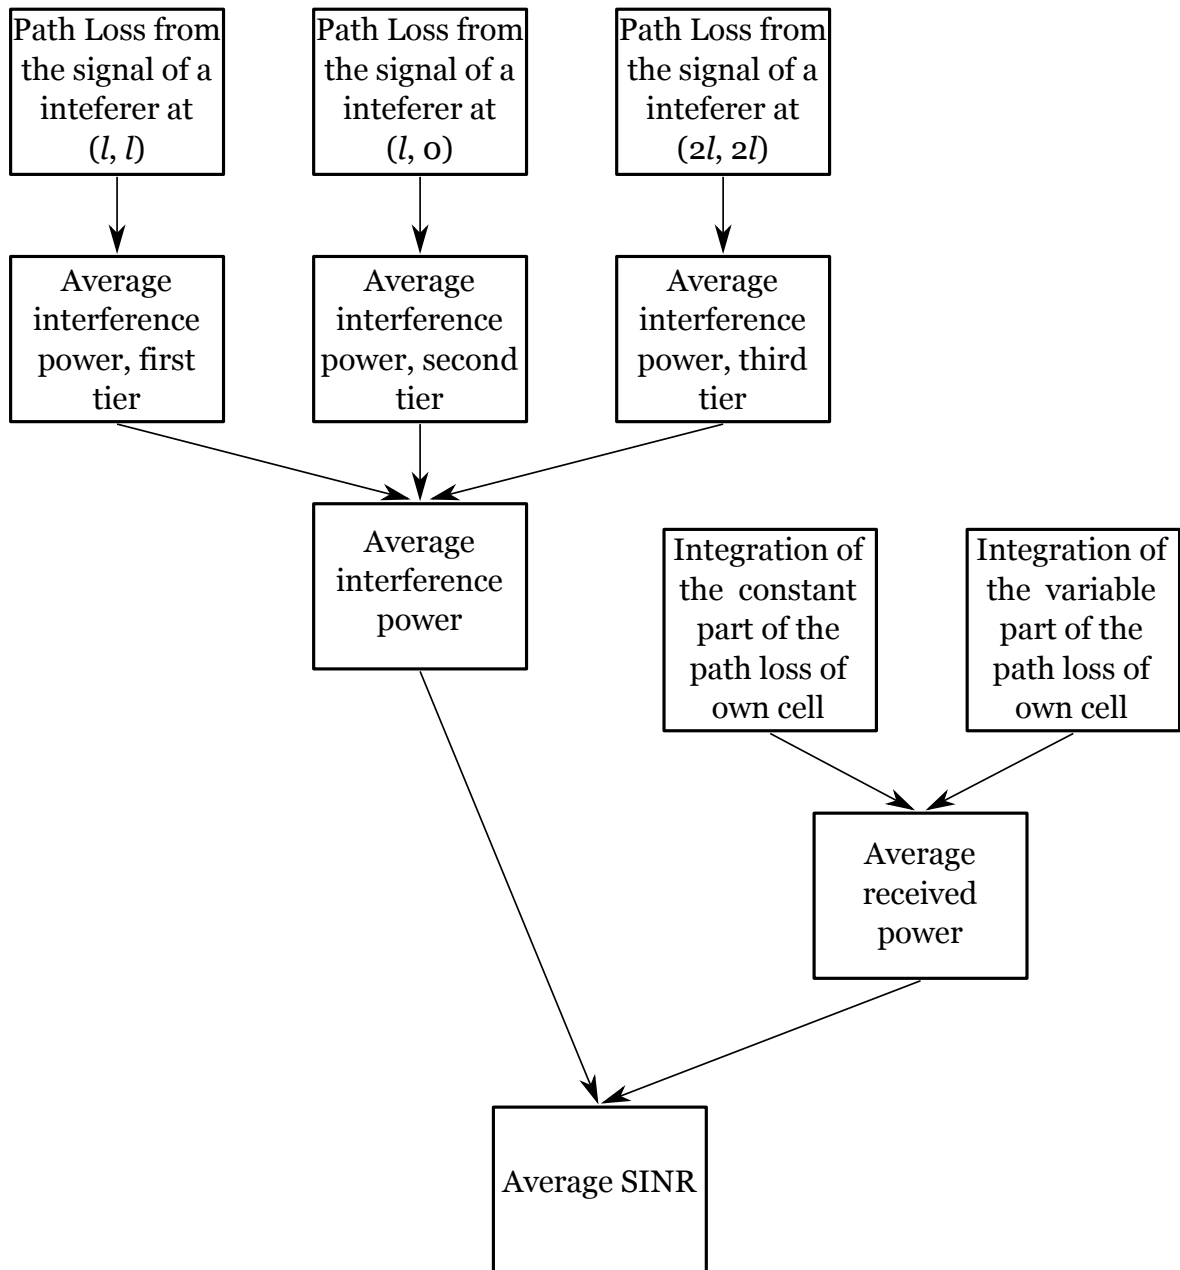 Path Loss from
the signal of a
inteferer at
(l, l)
Path Loss from
the signal of a
inteferer at
(l, 0)
Path Loss from
the signal of a
inteferer at
(2l, 2l)
Average
interference
power, first
tier
Average
interference
power, second
tier
Average
interference
power, third
tier
Average
interference
power
Integration of
the constant
part of the
path loss of
own cell
Integration of
the variable
part of the
path loss of
own cell
Average
received
power
Average SINR